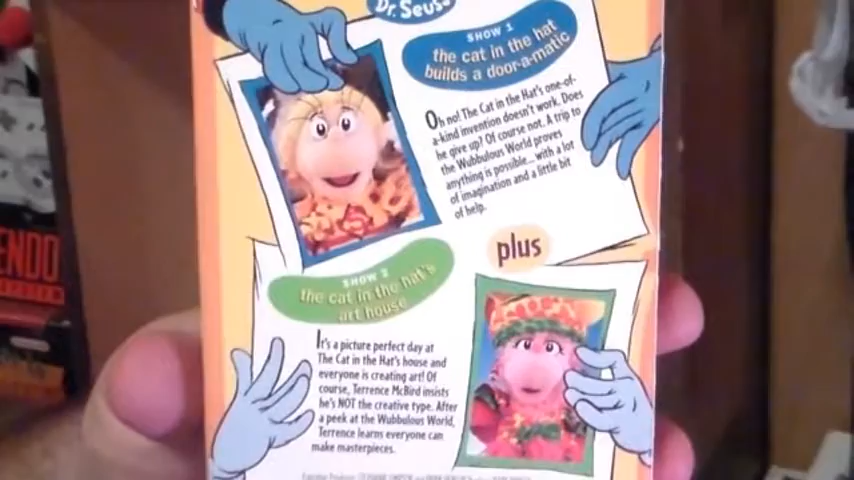 Dr. Seuss
SHOW 1
the cat in the hat
builds a door-a-matic
Oh no! The Cat in the Hat's one-of-
a-kind invention doesn't work. Does
he give up? Of course not. A trip to
the Wubbulous World proves
anything is possible... with a lot
of imagination and a little bit
of help.
plus
SHOW 2
the cat in the hat's
art house
It's a picture perfect day at
The Cat in the Hat's house and
everyone is creating art! Of
course, Terrence McBird insists
he's NOT the creative type. After
a peek at the Wubbulous World,
Terrence learns everyone can
make masterpieces.